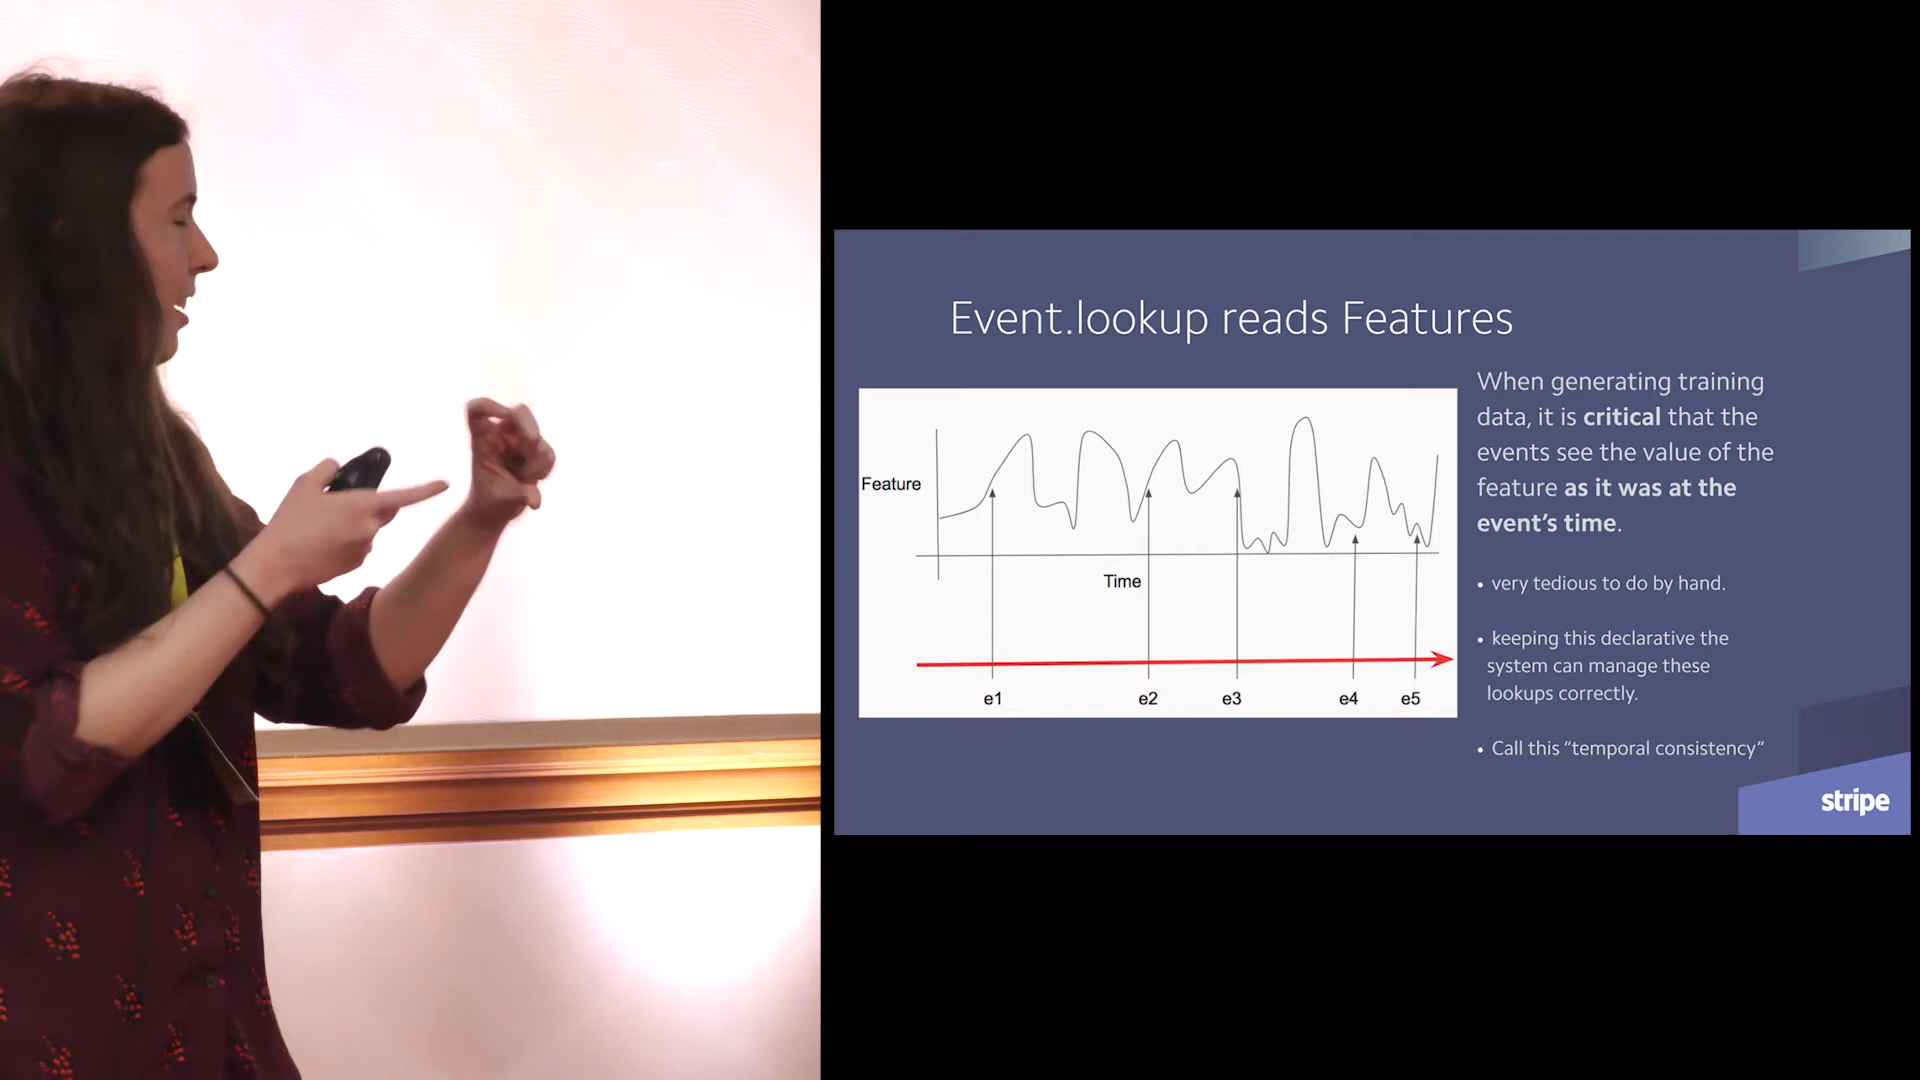 Event.lookup reads Features
Feature
Time
e1 e2 e3 e4 e5
When generating training
data, it is critical that the
events see the value of the
feature as it was at the
event's time.
• very tedious to do by hand.
• keeping this declarative the
system can manage these
lookups correctly.
• Call this “temporal consistency”
stripe